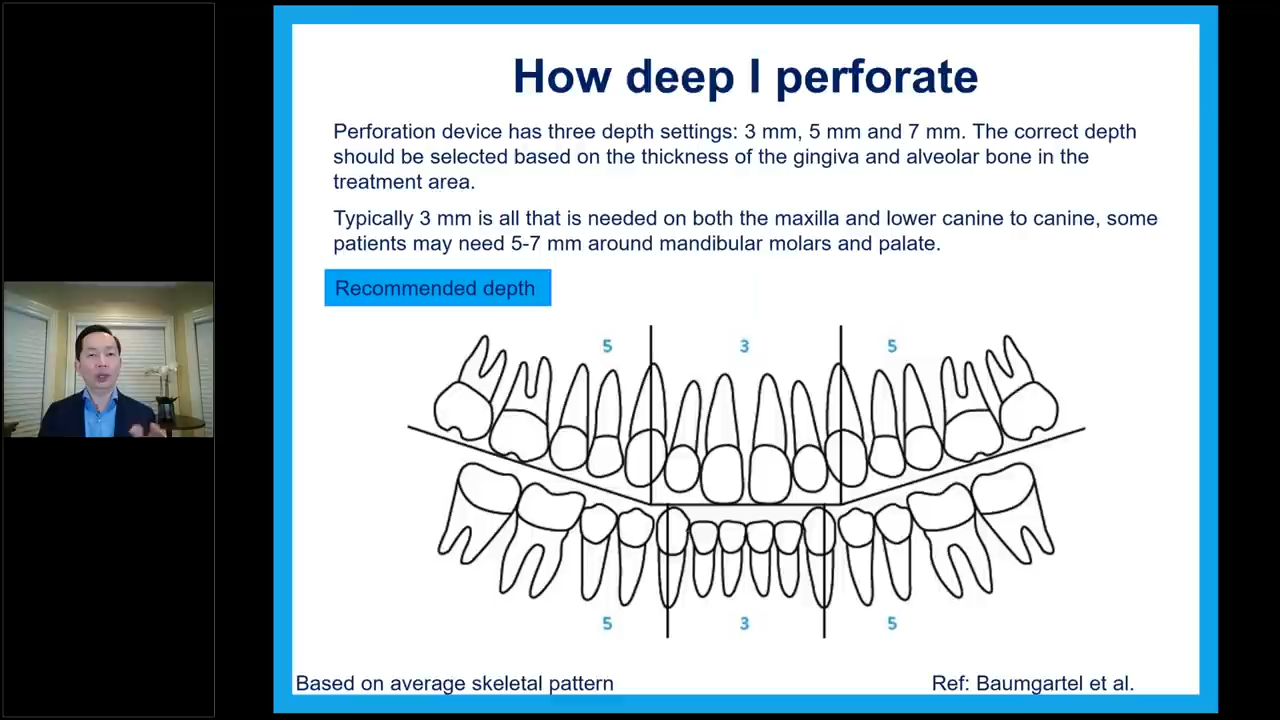 How deep I perforate
Perforation device has three depth settings: 3 mm, 5 mm and 7 mm. The correct depth
should be selected based on the thickness of the gingiva and alveolar bone in the
treatment area.
Typically 3 mm is all that is needed on both the maxilla and lower canine to canine, some
patients may need 5-7 mm around mandibular molars and palate.
Recommended depth
5 3 5
5 3 5
Based on average skeletal pattern Ref: Baumgartel et al.